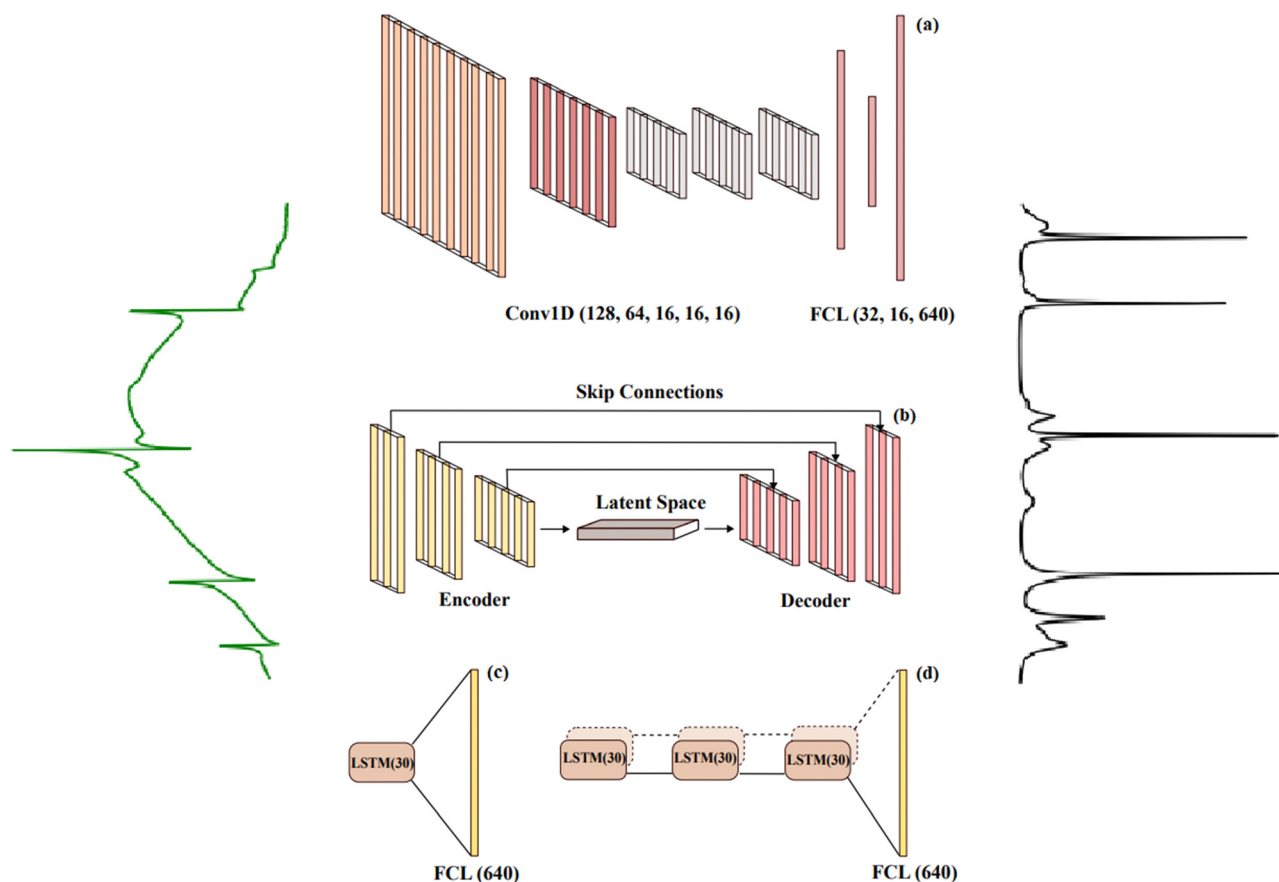 (a)
Conv1D (128, 64, 16, 16, 16)
FCL (32, 16, 640)
Skip Connections
(b)
Latent Space
Encoder
Decoder
(c)
LSTM(30)
FCL (640)
(d)
LSTM(30)
LSTM(30)
LSTM(30)
FCL (640)